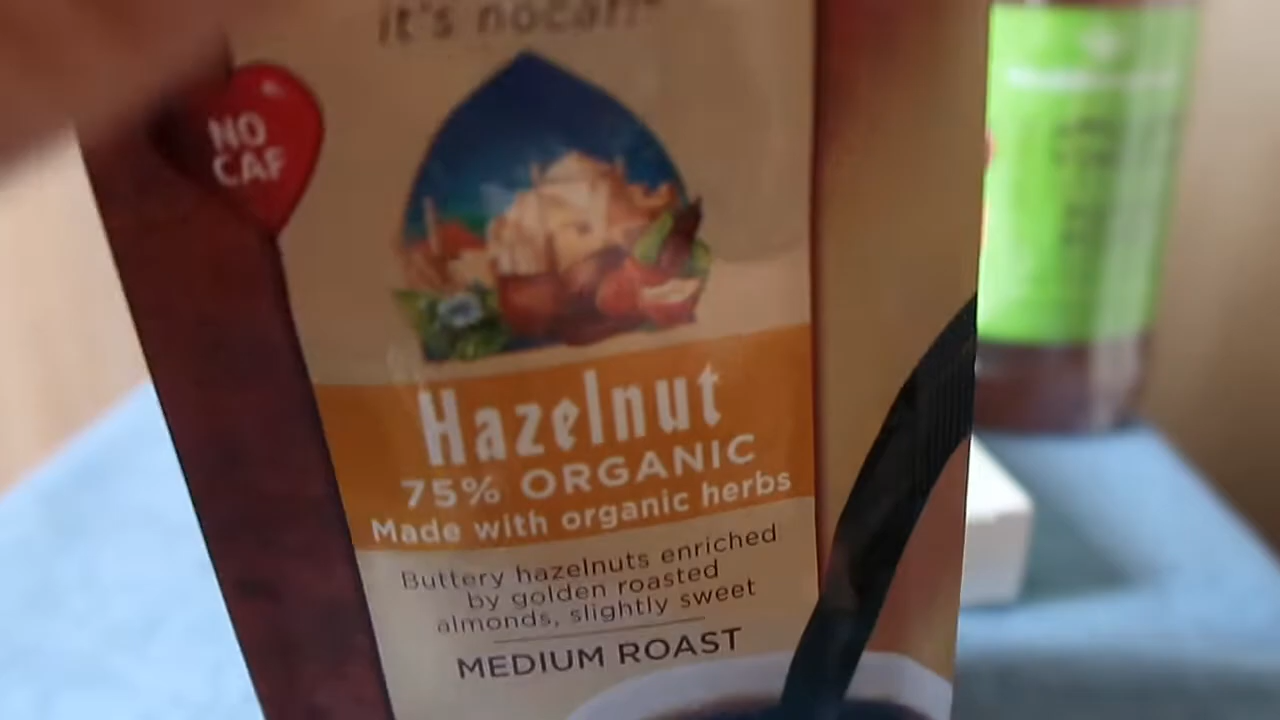 it's nocaf!
NO
CAF
Hazelnut
75% ORGANIC
Made with organic herbs
Buttery hazelnuts enriched
by golden roasted
almonds, slightly sweet
MEDIUM ROAST